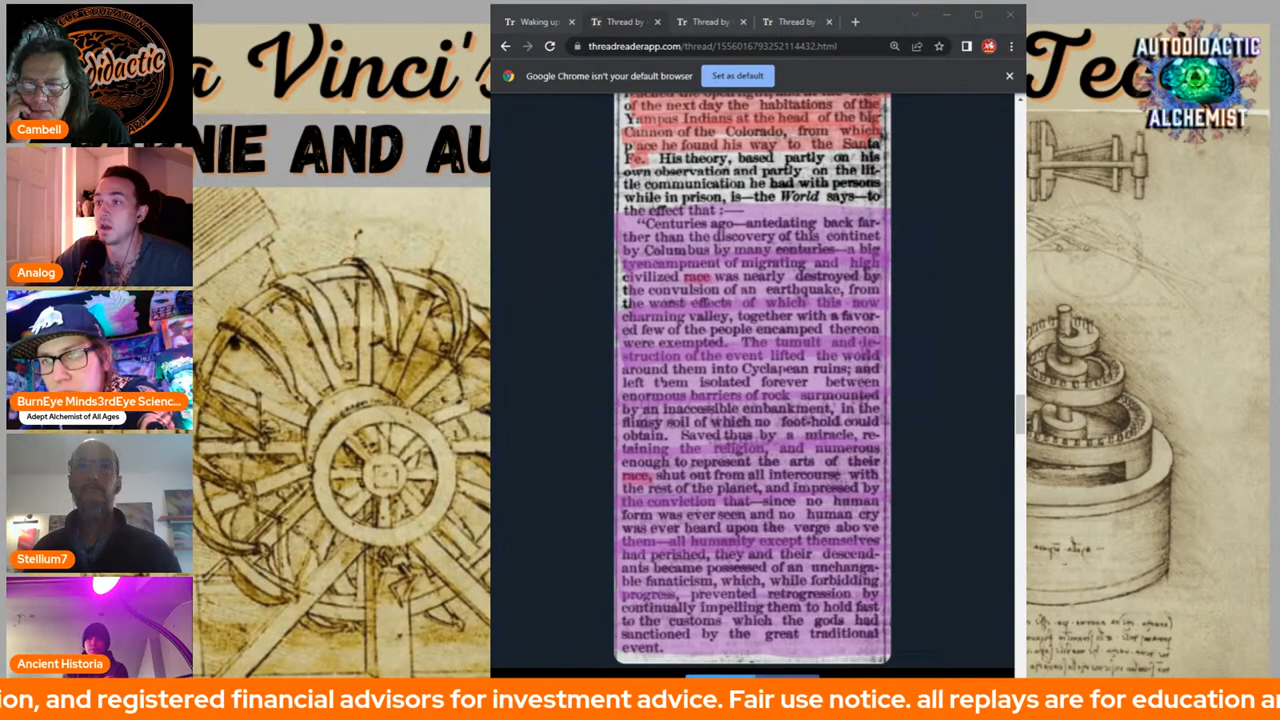 a Vinci's
Tec
NIE AND AU
didactic
AUTODIDACTIC
ALCHEMIST
Cambell
Analog
BurnEye Minds3rdEye Scienc...
Adept Alchemist of All Ages
Stellium7
Ancient Historia
Tr Waking up
Tr Thread by
Tr Thread by
Tr Thread by
threadreaderapp.com/thread/1556016793252114432.html
Google Chrome isn't your default browser
Set as default
of the next day the habitations of the
Yampas Indians at the head of the big
Cannon of the Colorado, from which
place he found his way to the Santa
Fe. His theory, based partly on his
own observation and partly on the lit-
tle communication he had with persons
while in prison, is—the World says—to
the effect that :—
"Centuries ago—antedating back far-
ther than the discovery of this continet
by Columbus by many centuries—a big
encampment of migrating and high
civilized race was nearly destroyed by
the convulsion of an earthquake, from
the worst effects of which this now
charming valley, together with a favor-
ed few of the people encamped thereon
were exempted. The tumult and de-
struction of the event lifted the world
around them into Cyclapean ruins; and
left them isolated forever between
enormous barriers of rock surmounted
by an inaccessible embankment, in the
flimsy soil of which no foot-hold could
obtain. Saved thus by a miracle, re-
taining the religion, and numerous
enough to represent the arts of their
race, shut out from all intercourse with
the rest of the planet, and impressed by
the conviction that—since no human
form was ever seen and no human cry
was ever heard upon the verge above
them—all humanity except themselves
had perished, they and their descend-
ants became possessed of an unchanga-
ble fanaticism, which, while forbidding
progress, prevented retrogression by
continually impelling them to hold fast
to the customs which the gods had
sanctioned by the great traditional
event.
ion, and registered financial advisors for investment advice. Fair use notice. all replays are for education a